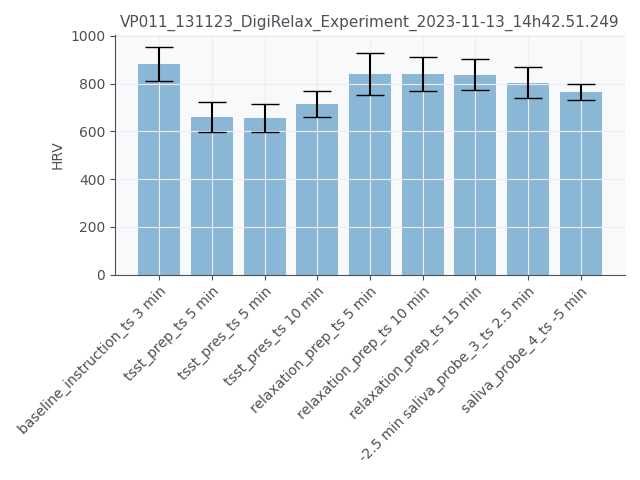 VP011_131123_DigiRelax_Experiment_2023-11-13_14h42.51.249
1000
800
600
400
200
0
HRV
baseline_instruction_ts 3 min
tsst_prep_ts 5 min
tsst_pres_ts 5 min
tsst_pres_ts 10 min
relaxation_prep_ts 5 min
relaxation_prep_ts 10 min
relaxation_prep_ts 15 min
-2.5 min saliva_probe_3_ts 2.5 min
saliva_probe_4_ts -5 min